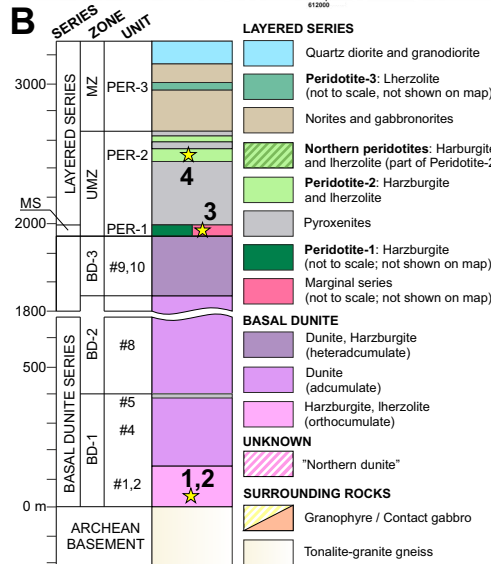 612000
B
SERIES
ZONE
UNIT
3000
2000
1800
500
0 m
MS
LAYERED SERIES
BASAL DUNITE SERIES
MZ
UMZ
BD-3
BD-2
BD-1
PER-3
PER-2
PER-1
#9,10
#8
#5
#4
#1,2
4
3
1,2
ARCHEAN
BASEMENT
LAYERED SERIES
Quartz diorite and granodiorite
Peridotite-3: Lherzolite
(not to scale, not shown on map)
Norites and gabbronorites
Northern peridotites: Harburgite
and lherzolite (part of Peridotite-2
Peridotite-2: Harzburgite
and lherzolite
Pyroxenites
Peridotite-1: Harzburgite
(not to scale; not shown on map)
Marginal series
(not to scale; not shown on map)
BASAL DUNITE
Dunite, Harzburgite
(heteradcumulate)
Dunite
(adcumulate)
Harzburgite, lherzolite
(orthocumulate)
UNKNOWN
"Northern dunite"
SURROUNDING ROCKS
Granophyre / Contact gabbro
Tonalite-granite gneiss